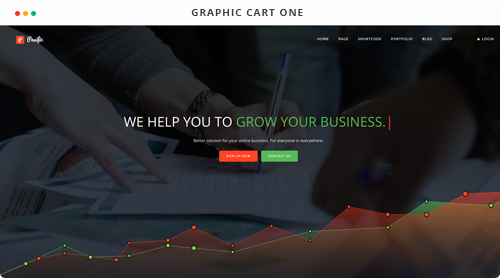 GRAPHIC CART ONE
Pacific
HOME PAGE SHORTCODE PORTFOLIO BLOG SHOP LOGIN
WE HELP YOU TO GROW YOUR BUSINESS.|
Better solution for your online business. For everyone in everywhere.
SIGN UP NOW CONTACT US